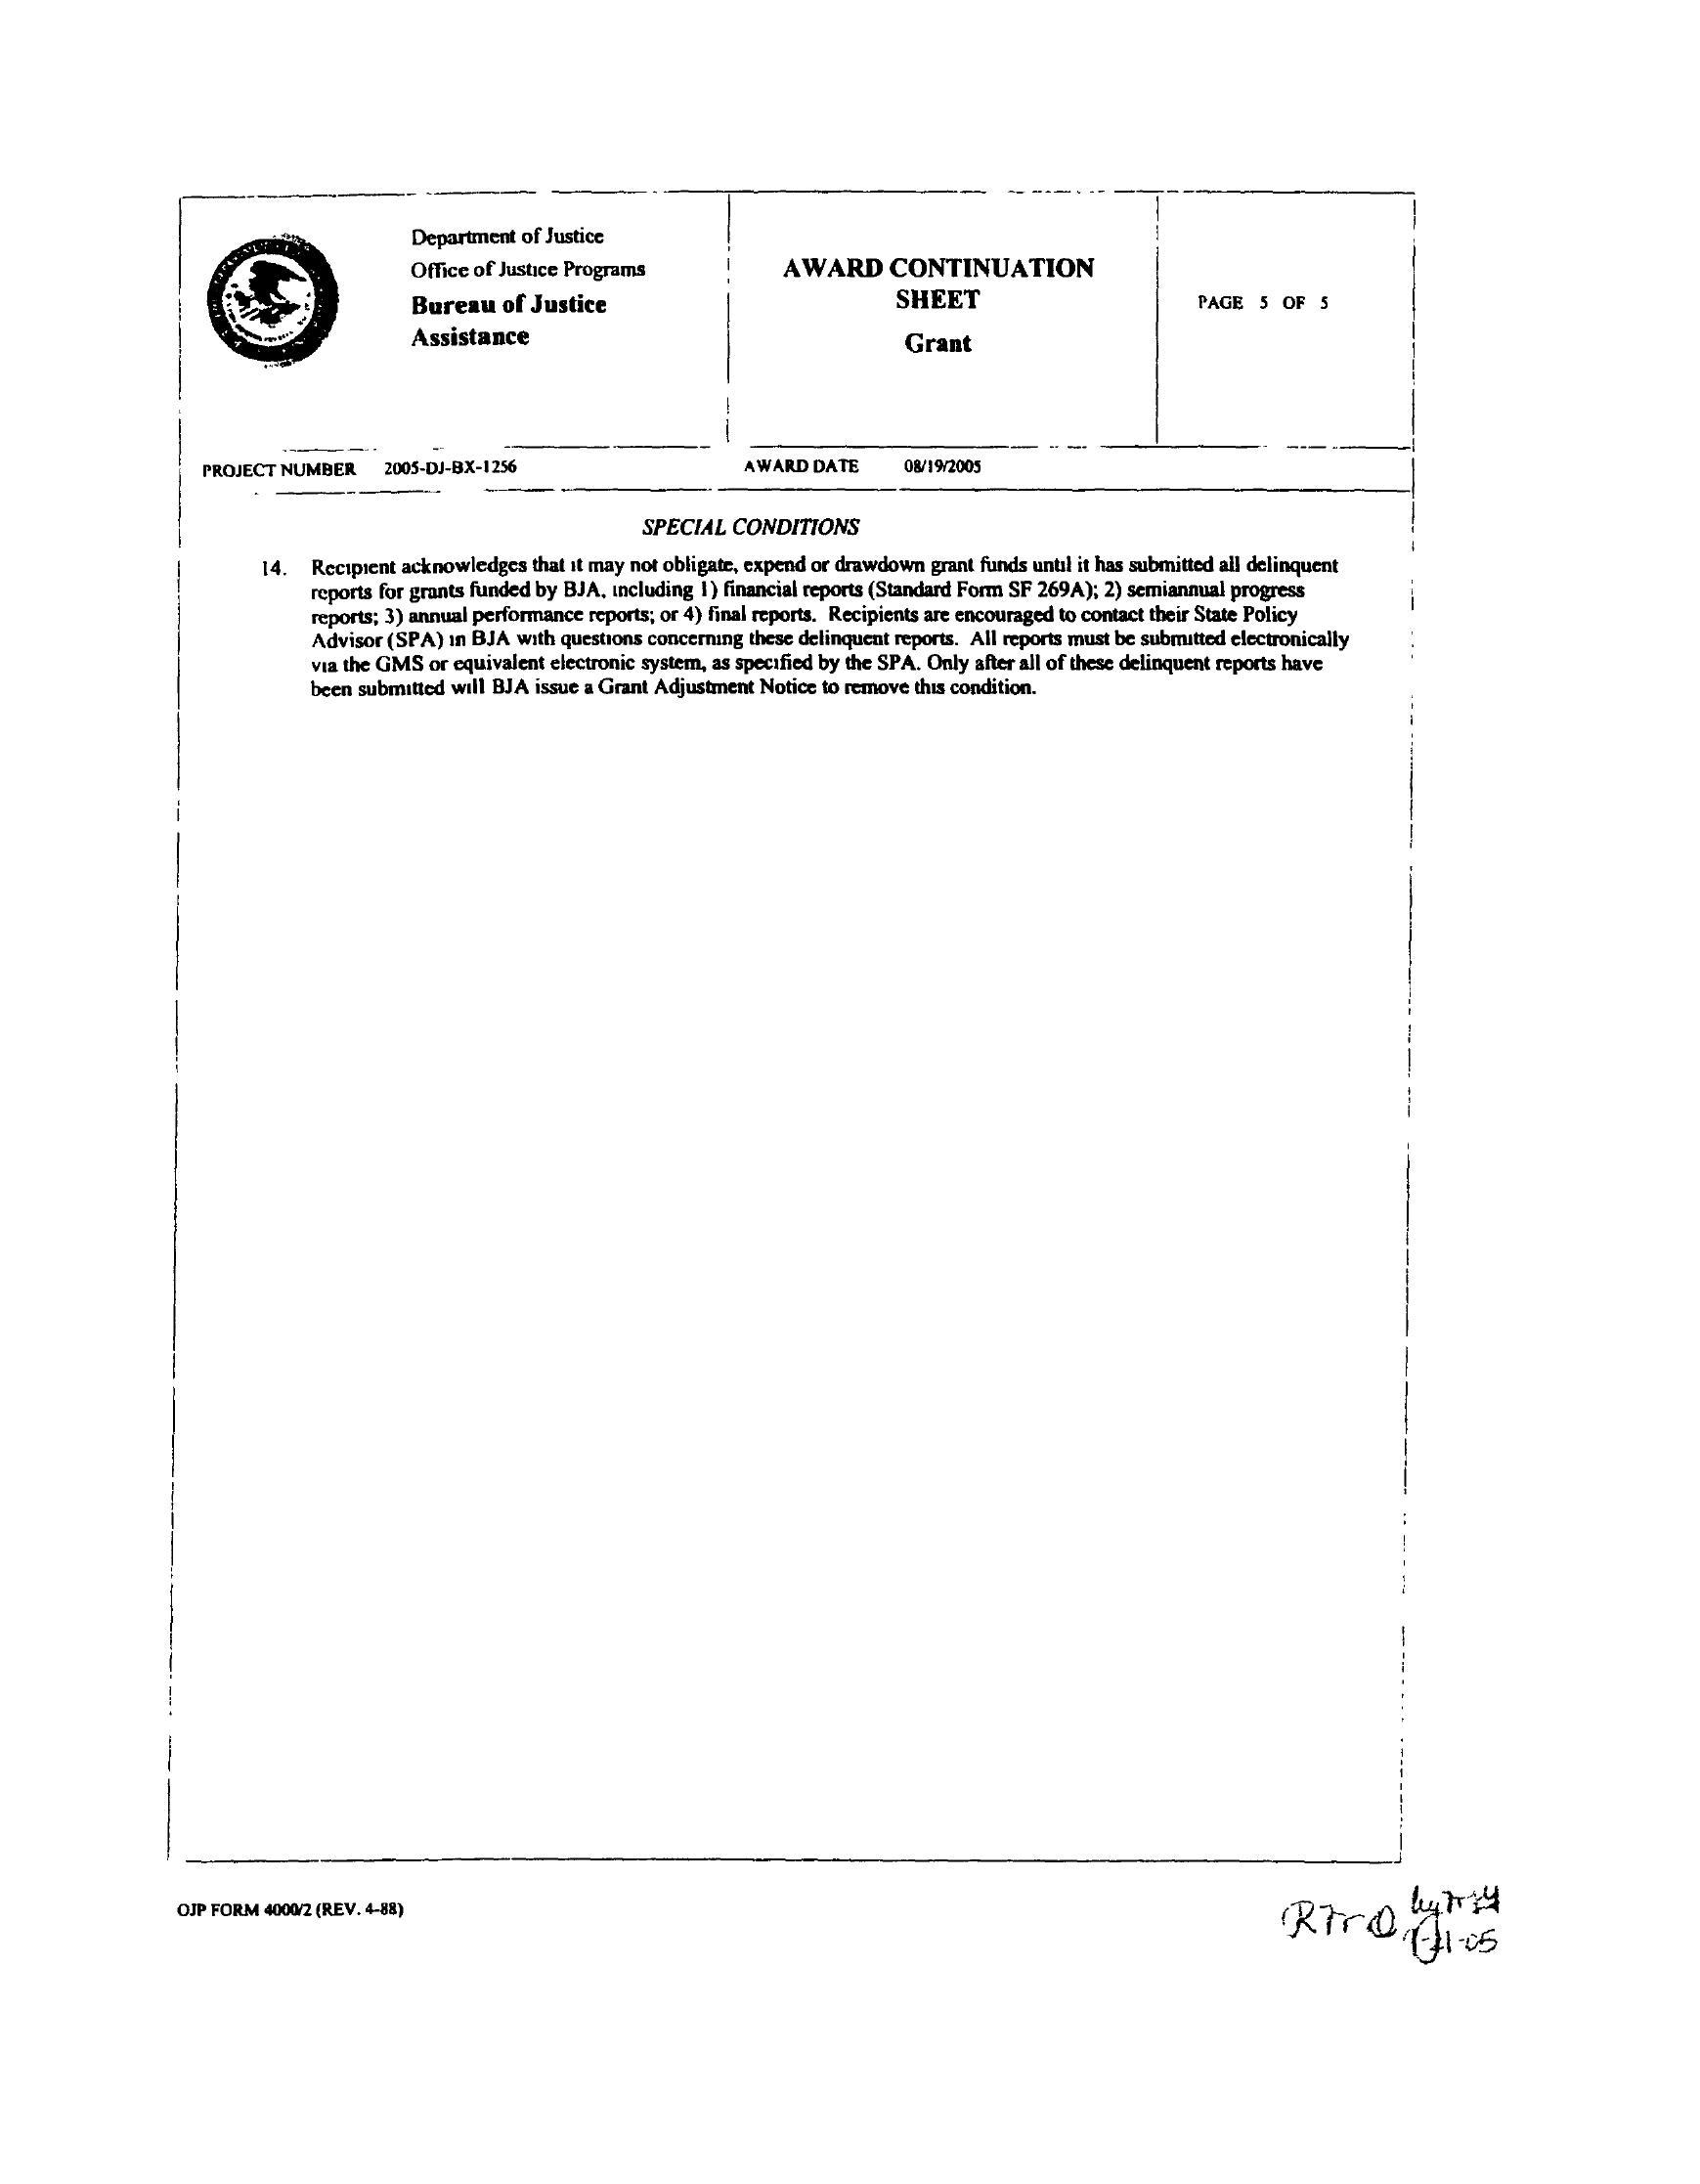 Department of Justice
Office of Justice Programs
Bureau of Justice
Assistance
AWARD CONTINUATION
SHEET
Grant
PAGE 5 OF 5
PROJECT NUMBER 2005-DJ-BX-1256
AWARD DATE 08/19/2005
SPECIAL CONDITIONS
14. Recipient acknowledges that it may not obligate, expend or drawdown grant funds until it has submitted all delinquent
reports for grants funded by BJA, including 1) financial reports (Standard Form SF 269A); 2) semiannual progress
reports; 3) annual performance reports; or 4) final reports. Recipients are encouraged to contact their State Policy
Advisor (SPA) in BJA with questions concerning these delinquent reports. All reports must be submitted electronically
via the GMS or equivalent electronic system, as specified by the SPA. Only after all of these delinquent reports have
been submitted will BJA issue a Grant Adjustment Notice to remove this condition.
OJP FORM 4000/2 (REV. 4-88)